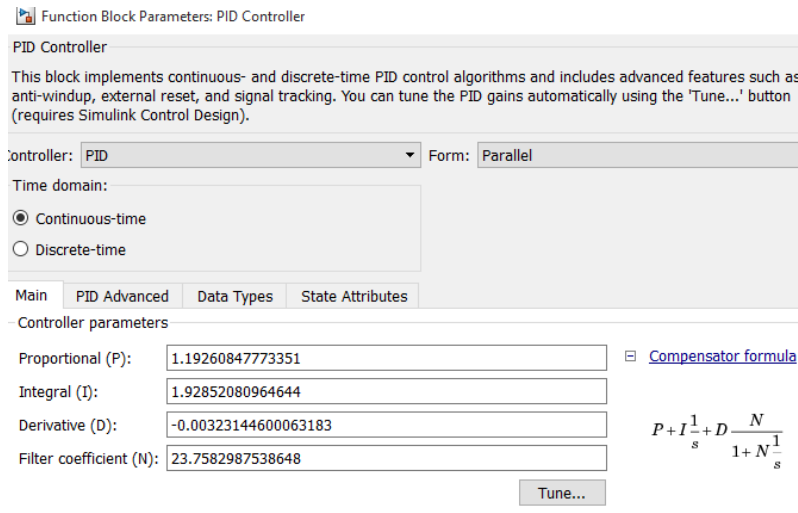 Function Block Parameters: PID Controller
PID Controller
This block implements continuous- and discrete-time PID control algorithms and includes advanced features such as
anti-windup, external reset, and signal tracking. You can tune the PID gains automatically using the 'Tune...' button
(requires Simulink Control Design).
Controller: PID Form: Parallel
Time domain:
Continuous-time
Discrete-time
Main PID Advanced Data Types State Attributes
Controller parameters
Proportional (P): 1.19260847773351 Compensator formula
Integral (I): 1.92852080964644
Derivative (D): -0.00323144600063183
P+I 1/s + D N/(1+N 1/s)
Filter coefficient (N): 23.7582987538648
Tune...